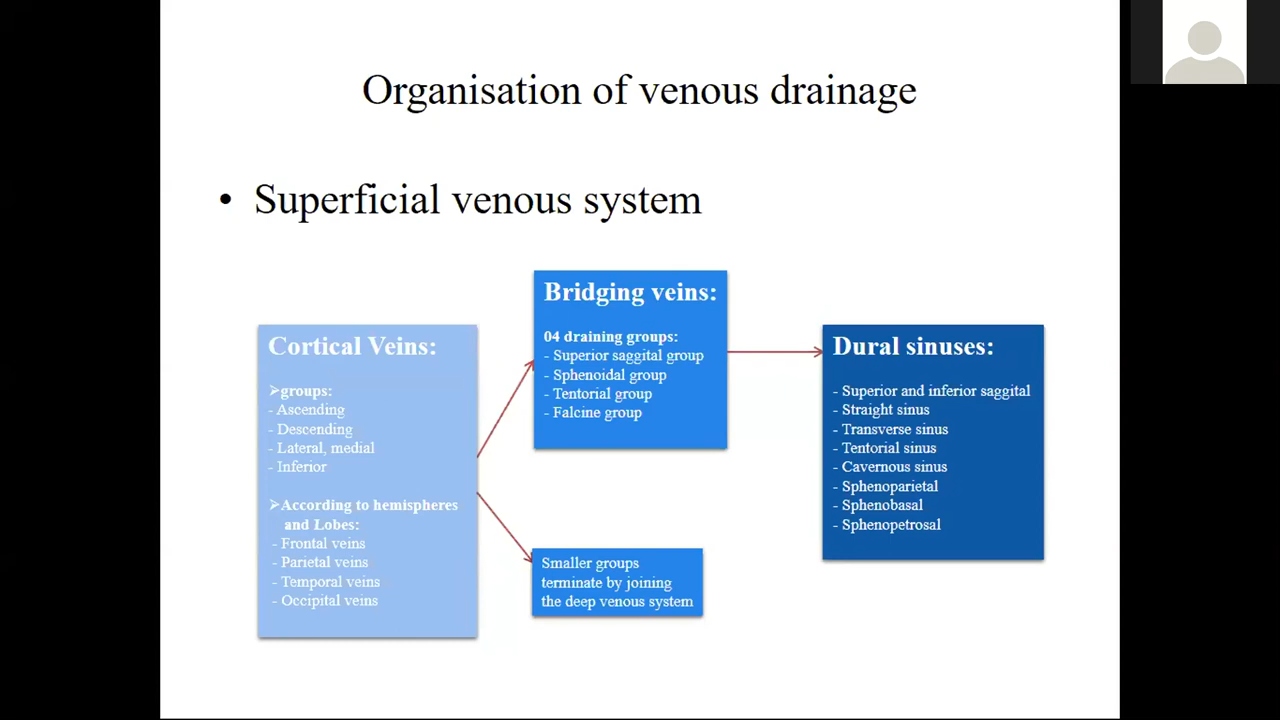 Organisation of venous drainage
• Superficial venous system
Cortical Veins:
➢groups:
- Ascending
- Descending
- Lateral, medial
- Inferior
➢According to hemispheres
and Lobes:
- Frontal veins
- Parietal veins
- Temporal veins
- Occipital veins
Bridging veins:
04 draining groups:
- Superior saggital group
- Sphenoidal group
- Tentorial group
- Falcine group
Smaller groups
terminate by joining
the deep venous system
Dural sinuses:
- Superior and inferior saggital
- Straight sinus
- Transverse sinus
- Tentorial sinus
- Cavernous sinus
- Sphenoparietal
- Sphenobasal
- Sphenopetrosal